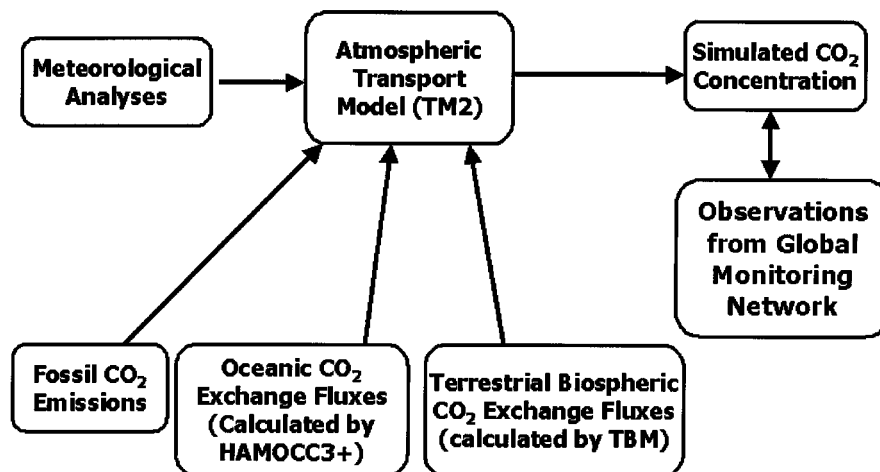 Meteorological
Analyses
Atmospheric
Transport
Model (TM2)
Simulated CO₂
Concentration
Observations
from Global
Monitoring
Network
Fossil CO₂
Emissions
Oceanic CO₂
Exchange Fluxes
(Calculated by
HAMOCC3+)
Terrestrial Biospheric
CO₂ Exchange Fluxes
(calculated by TBM)